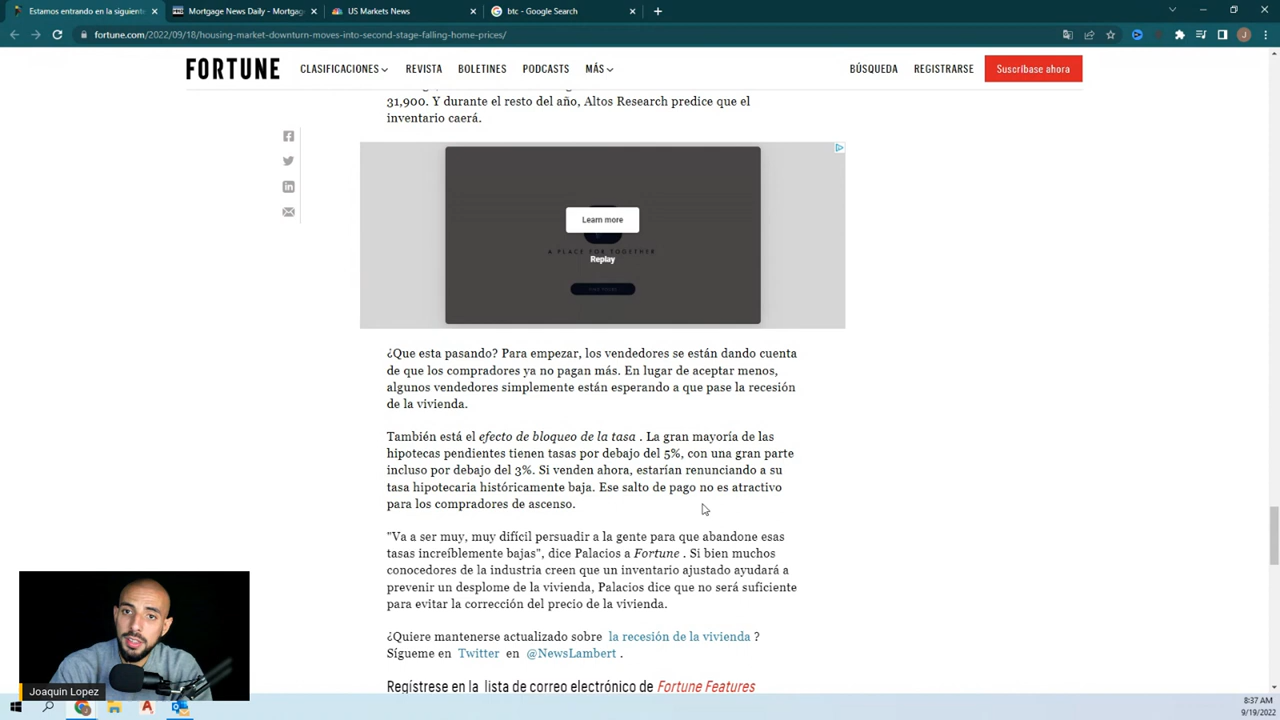 Estamos entrando en la siguiente
Mortgage News Daily - Mortgag
US Markets News
btc - Google Search
fortune.com/2022/09/18/housing-market-downturn-moves-into-second-stage-falling-home-prices/
FORTUNE
CLASIFICACIONES
REVISTA
BOLETINES
PODCASTS
MÁS
BÚSQUEDA
REGISTRARSE
Suscríbase ahora
31,900. Y durante el resto del año, Altos Research predice que el
inventario caerá.
Learn more
A PLACE FOR TOGETHER
Replay
¿Que esta pasando? Para empezar, los vendedores se están dando cuenta
de que los compradores ya no pagan más. En lugar de aceptar menos,
algunos vendedores simplemente están esperando a que pase la recesión
de la vivienda.
También está el efecto de bloqueo de la tasa . La gran mayoría de las
hipotecas pendientes tienen tasas por debajo del 5%, con una gran parte
incluso por debajo del 3%. Si venden ahora, estarían renunciando a su
tasa hipotecaria históricamente baja. Ese salto de pago no es atractivo
para los compradores de ascenso.
"Va a ser muy, muy difícil persuadir a la gente para que abandone esas
tasas increíblemente bajas", dice Palacios a Fortune . Si bien muchos
conocedores de la industria creen que un inventario ajustado ayudará a
prevenir un desplome de la vivienda, Palacios dice que no será suficiente
para evitar la corrección del precio de la vivienda.
¿Quiere mantenerse actualizado sobre la recesión de la vivienda ?
Sígueme en Twitter en @NewsLambert .
Regístrese en la lista de correo electrónico de Fortune Features
Joaquin Lopez
8:37 AM
9/19/2022